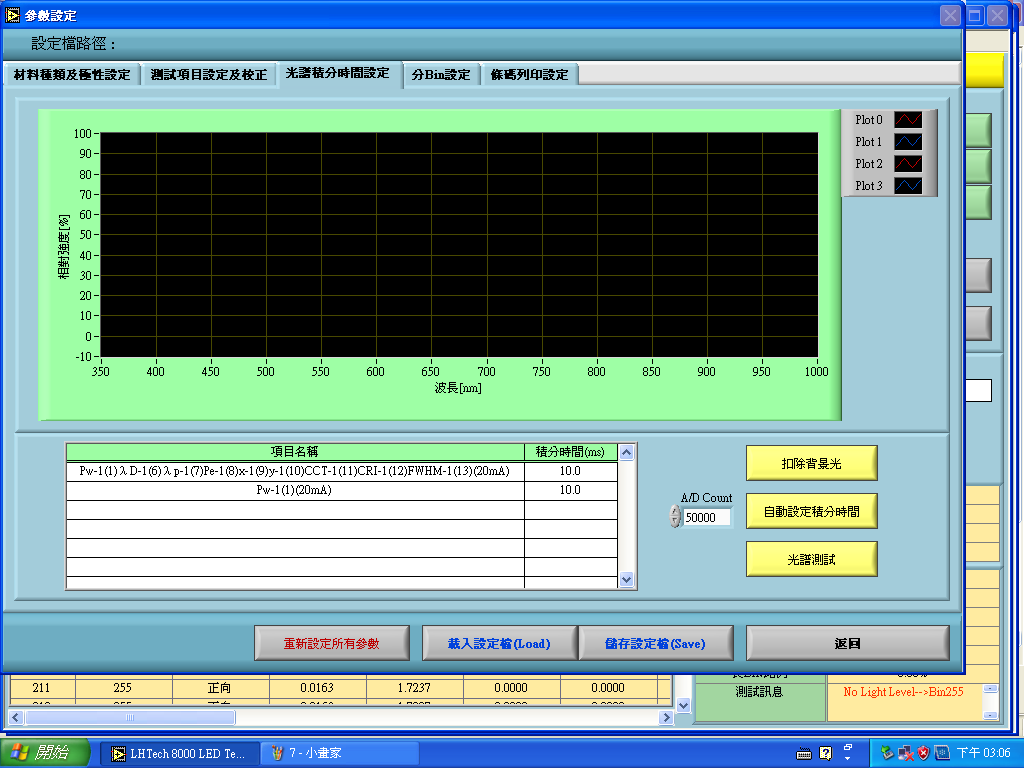 參數設定
設定檔路徑：
材料種類及極性設定
測試項目設定及校正
光譜積分時間設定
分Bin設定
條碼列印設定
Plot 0
Plot 1
Plot 2
Plot 3
100
90
80
70
60
50
40
30
20
10
0
-10
相對強度[%]
350 400 450 500 550 600 650 700 750 800 850 900 950 1000
波長[nm]
項目名稱 積分時間(ms)
Pw-1(1)λD-1(6)λp-1(7)Pe-1(8)x-1(9)y-1(10)CCT-1(11)CRI-1(12)FWHM-1(13)(20mA) 10.0
Pw-1(1)(20mA) 10.0
A/D Count
50000
扣除背景光
自動設定積分時間
光譜測試
重新設定所有參數
載入設定檔(Load)
儲存設定檔(Save)
返回
211 255 正向 0.0163 1.7237 0.0000 0.0000
測試訊息
No Light Level-->Bin255
開始
LHTech 8000 LED Te...
7 - 小畫家
下午 03:06